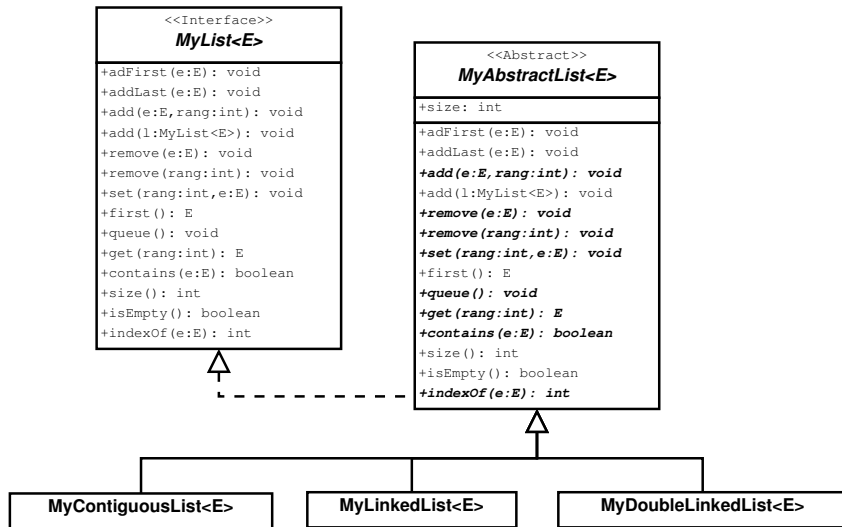 <<Interface>>
MyList<E>
+adFirst(e:E): void
+addLast(e:E): void
+add(e:E,rang:int): void
+add(l:MyList<E>): void
+remove(e:E): void
+remove(rang:int): void
+set(rang:int,e:E): void
+first(): E
+queue(): void
+get(rang:int): E
+contains(e:E): boolean
+size(): int
+isEmpty(): boolean
+indexOf(e:E): int
<<Abstract>>
MyAbstractList<E>
+size: int
+adFirst(e:E): void
+addLast(e:E): void
+add(e:E,rang:int): void
+add(l:MyList<E>): void
+remove(e:E): void
+remove(rang:int): void
+set(rang:int,e:E): void
+first(): E
+queue(): void
+get(rang:int): E
+contains(e:E): boolean
+size(): int
+isEmpty(): boolean
+indexOf(e:E): int
MyContiguousList<E>
MyLinkedList<E>
MyDoubleLinkedList<E>